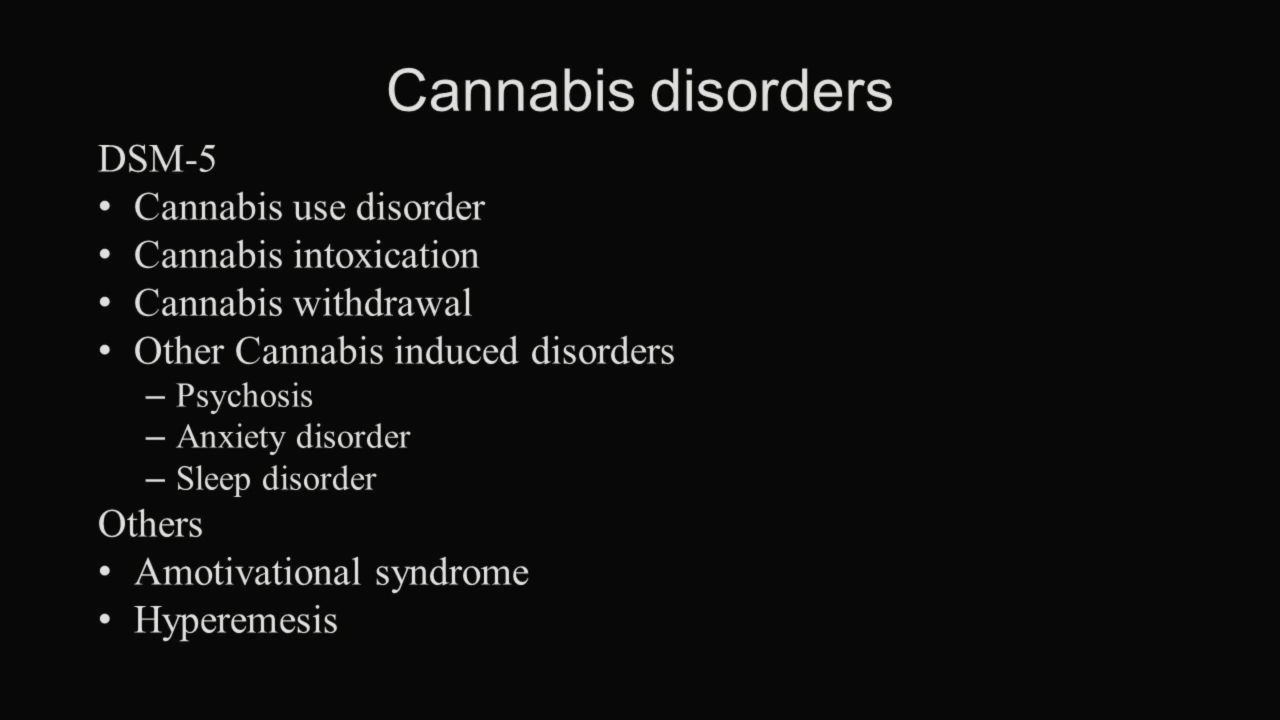 Cannabis disorders
DSM-5
• Cannabis use disorder
• Cannabis intoxication
• Cannabis withdrawal
• Other Cannabis induced disorders
– Psychosis
– Anxiety disorder
– Sleep disorder
Others
• Amotivational syndrome
• Hyperemesis